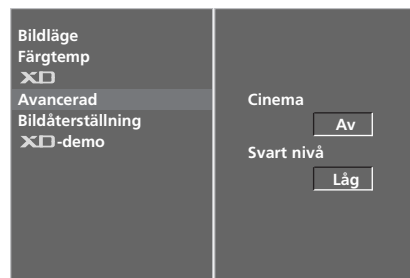 Bildläge
Färgtemp
XD
Avancerad
Bildåterställning
XD-demo
Cinema
Av
Svart nivå
Låg